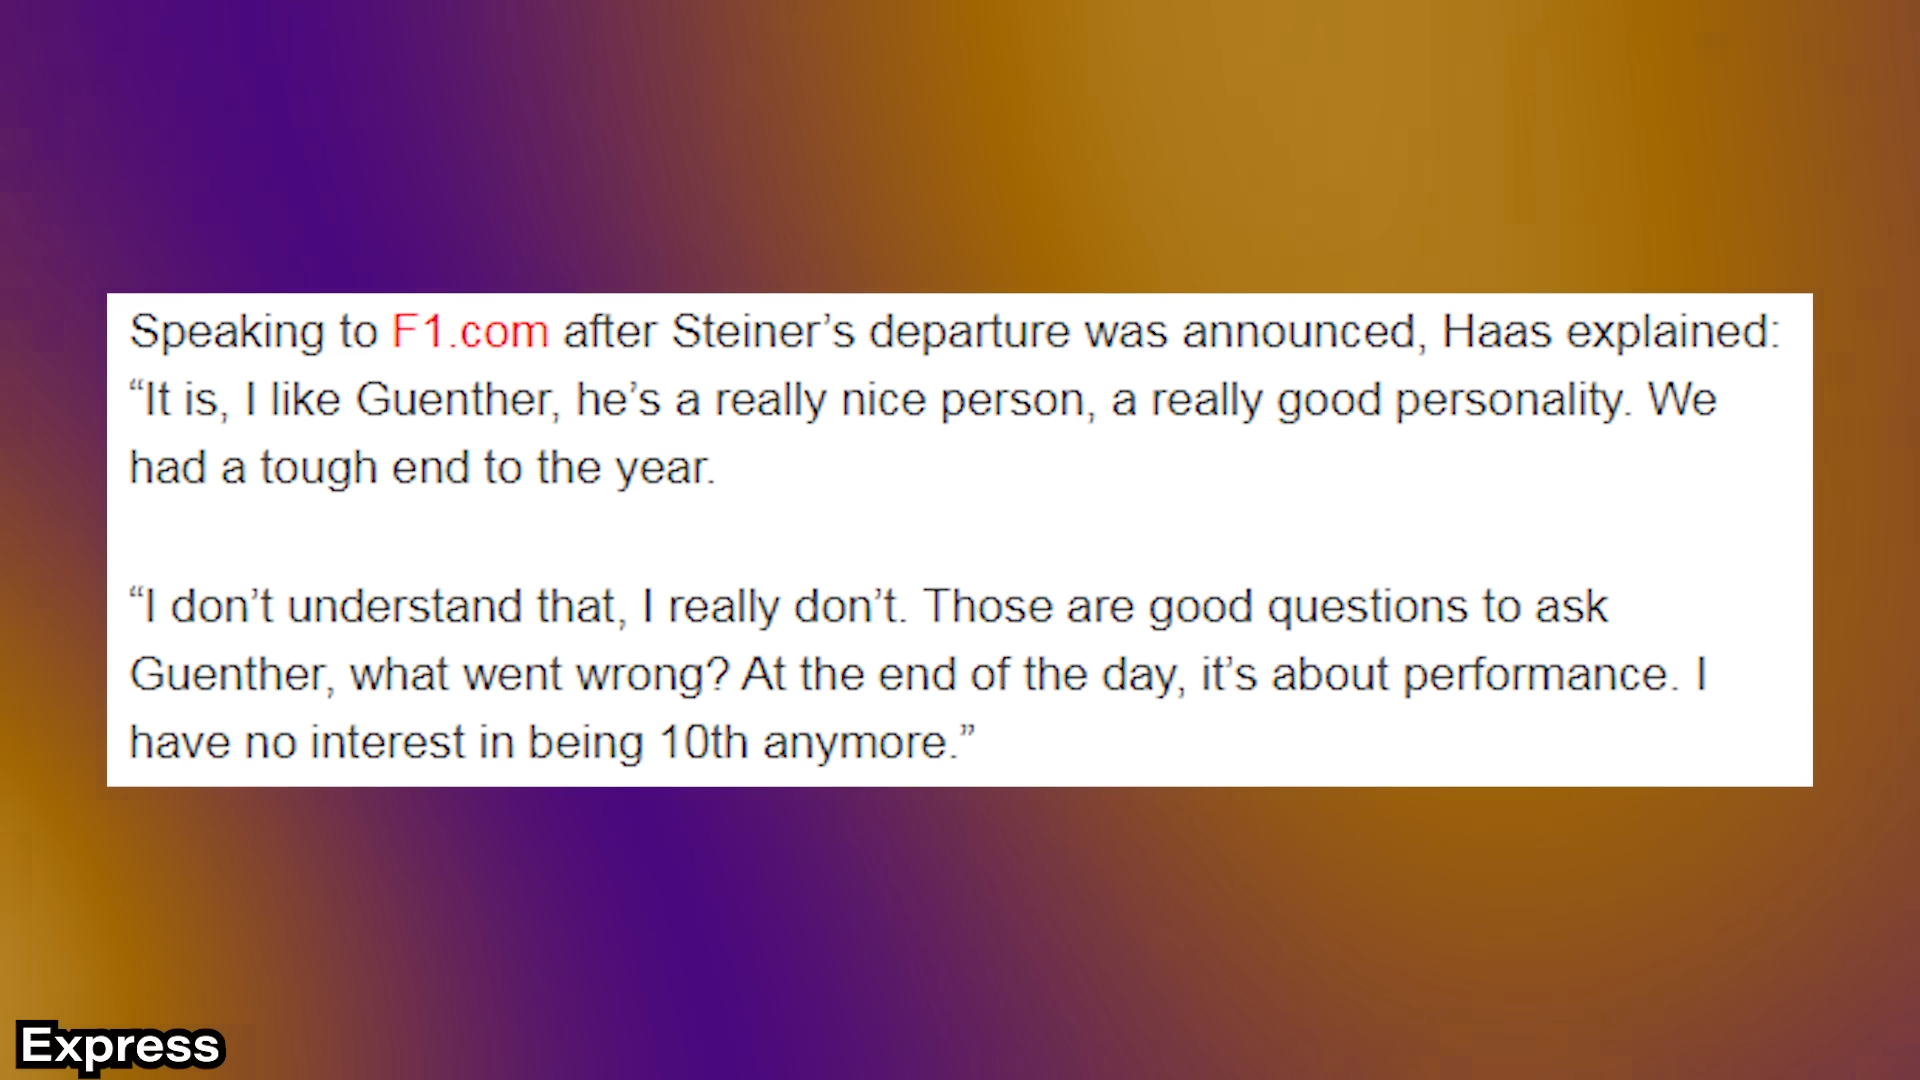 Speaking to F1.com after Steiner’s departure was announced, Haas explained:
“It is, I like Guenther, he’s a really nice person, a really good personality. We
had a tough end to the year.
“I don’t understand that, I really don’t. Those are good questions to ask
Guenther, what went wrong? At the end of the day, it’s about performance. I
have no interest in being 10th anymore.”
Express